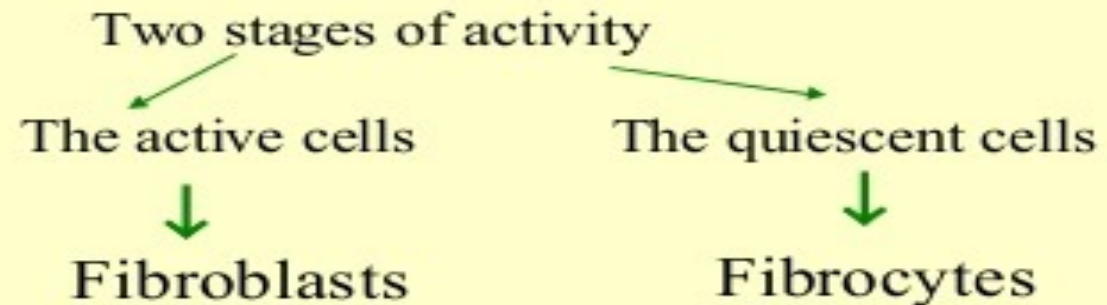 Two stages of activity
The active cells
The quiescent cells
Fibroblasts
Fibrocytes